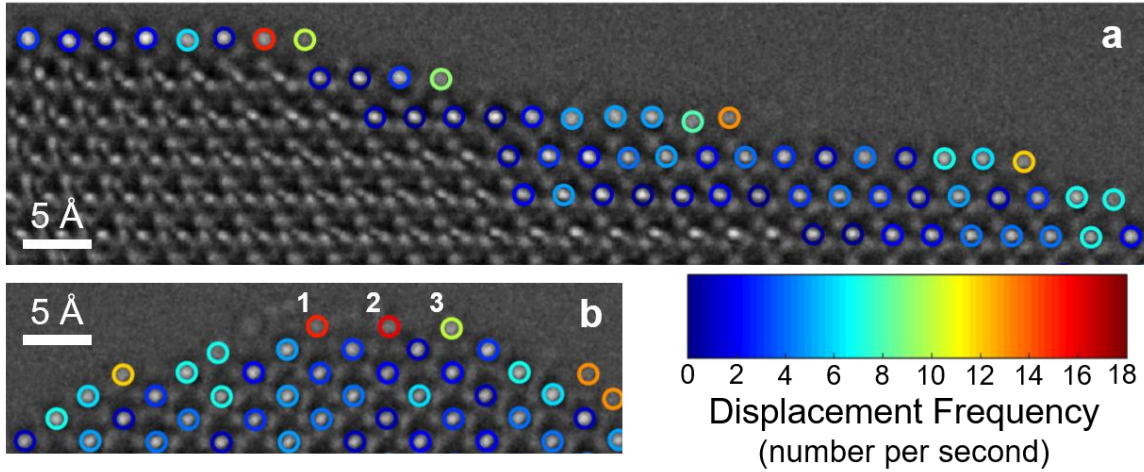 a
5 Å
5 Å
1 2 3
b
0 2 4 6 8 10 12 14 16 18
Displacement Frequency
(number per second)